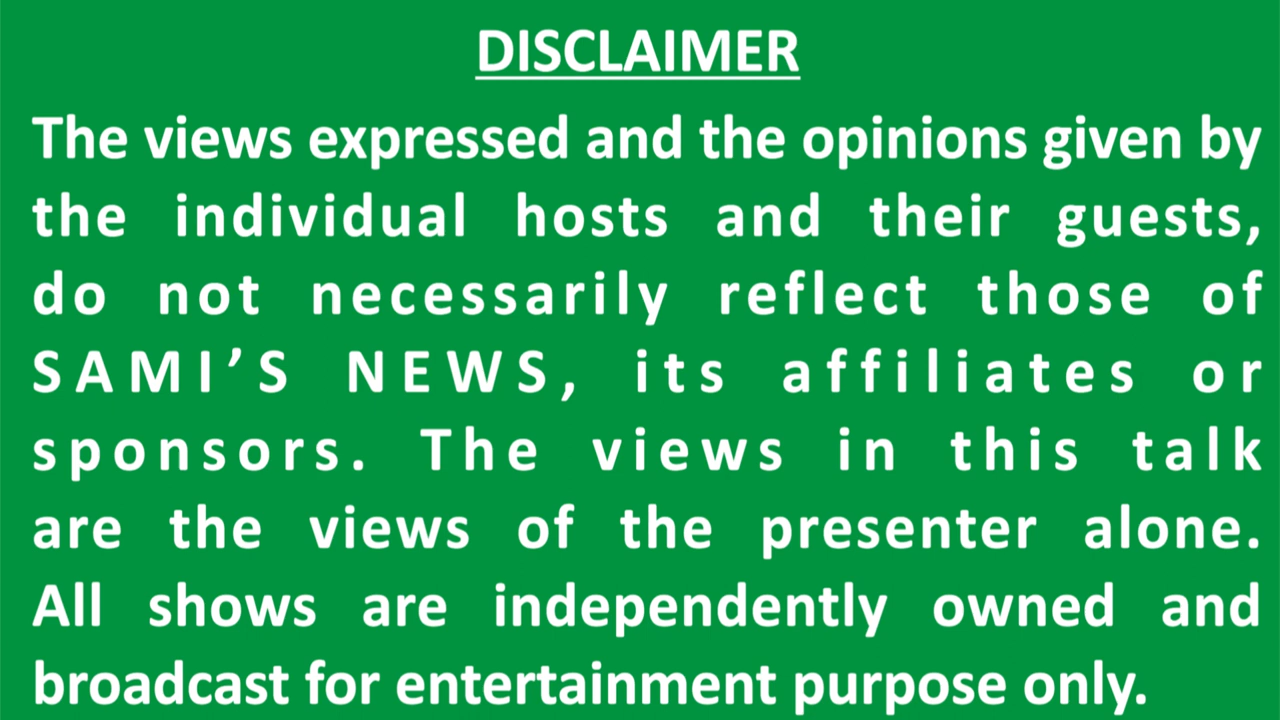 DISCLAIMER
The views expressed and the opinions given by
the individual hosts and their guests,
do not necessarily reflect those of
SAMI’S NEWS, its affiliates or
sponsors. The views in this talk
are the views of the presenter alone.
All shows are independently owned and
broadcast for entertainment purpose only.